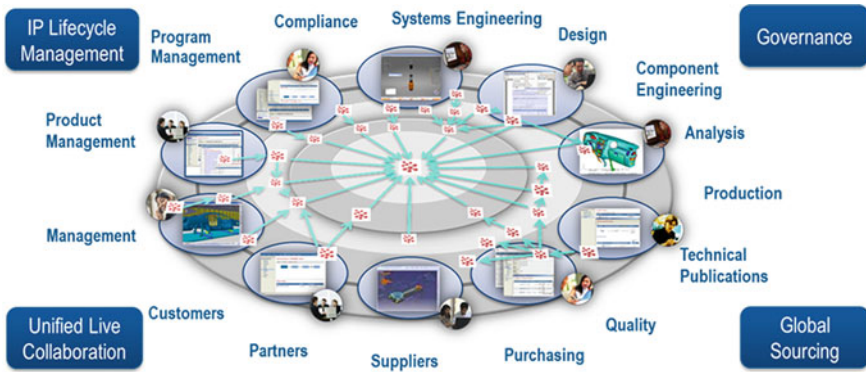 IP Lifecycle
Management
Program
Management
Compliance
Systems Engineering
Design
Governance
Component
Engineering
Product
Management
Analysis
Production
Management
Technical
Publications
Customers
Unified Live
Collaboration
Partners
Suppliers
Purchasing
Quality
Global
Sourcing